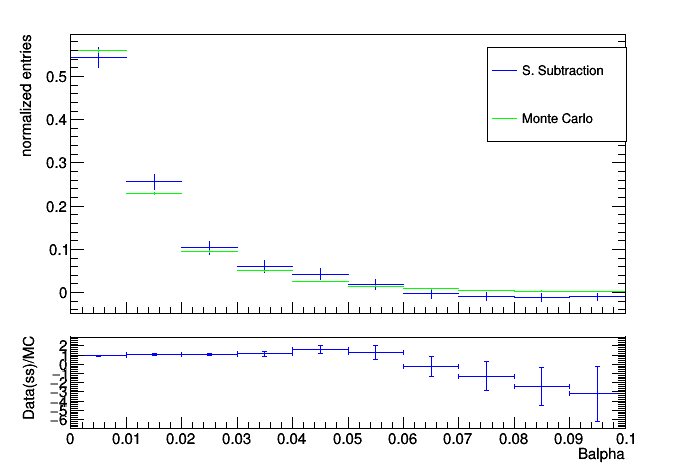 normalized entries
0.5
0.4
0.3
0.2
0.1
0
S. Subtraction
Monte Carlo
Data(ss)/MC
2
1
0
−1
−2
−3
−4
−5
−6
0 0.01 0.02 0.03 0.04 0.05 0.06 0.07 0.08 0.09 0.1
Balpha